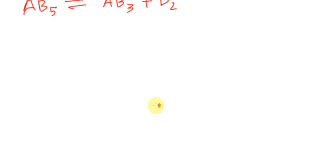 AB₅ ⇌ AB₃ + B₂